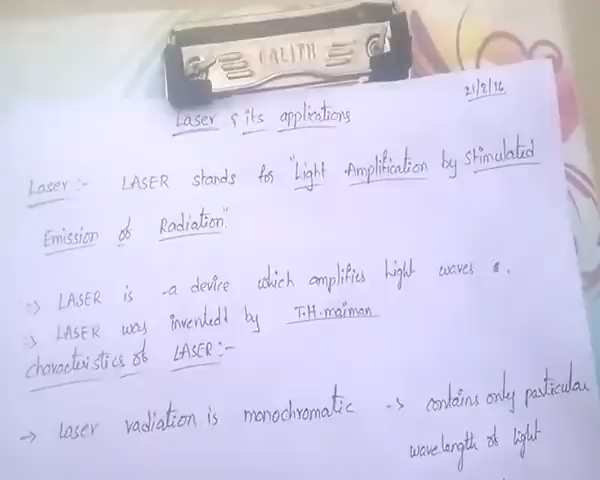 LALITH
21/2/16
Laser & its applications
Laser :- LASER stands for "Light Amplification by Stimulated
Emission of Radiation".
=> LASER is a device which amplifies light waves .
=> LASER was invented by T.H. maiman
characteristics of LASER :-
-> Laser radiation is monochromatic -> contains only particular
wavelength of light